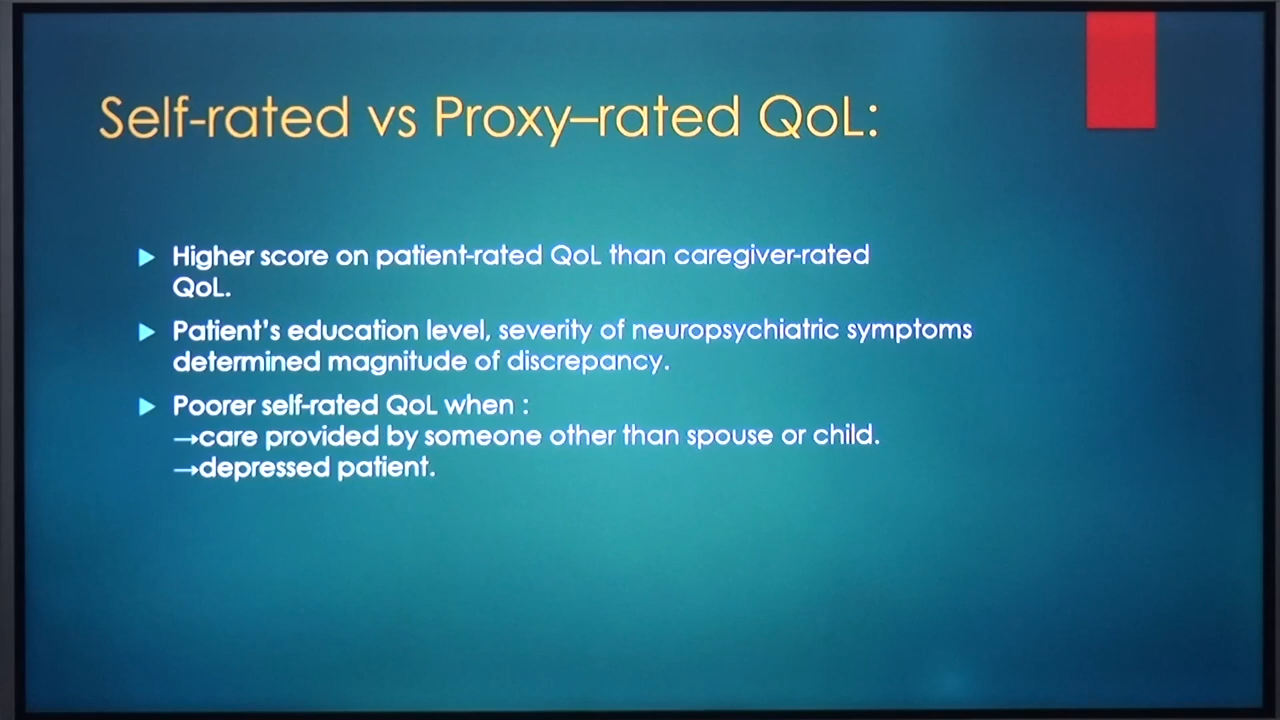 Self-rated vs Proxy–rated QoL:
Higher score on patient-rated QoL than caregiver-rated
QoL.
Patient's education level, severity of neuropsychiatric symptoms
determined magnitude of discrepancy.
Poorer self-rated QoL when :
→care provided by someone other than spouse or child.
→depressed patient.